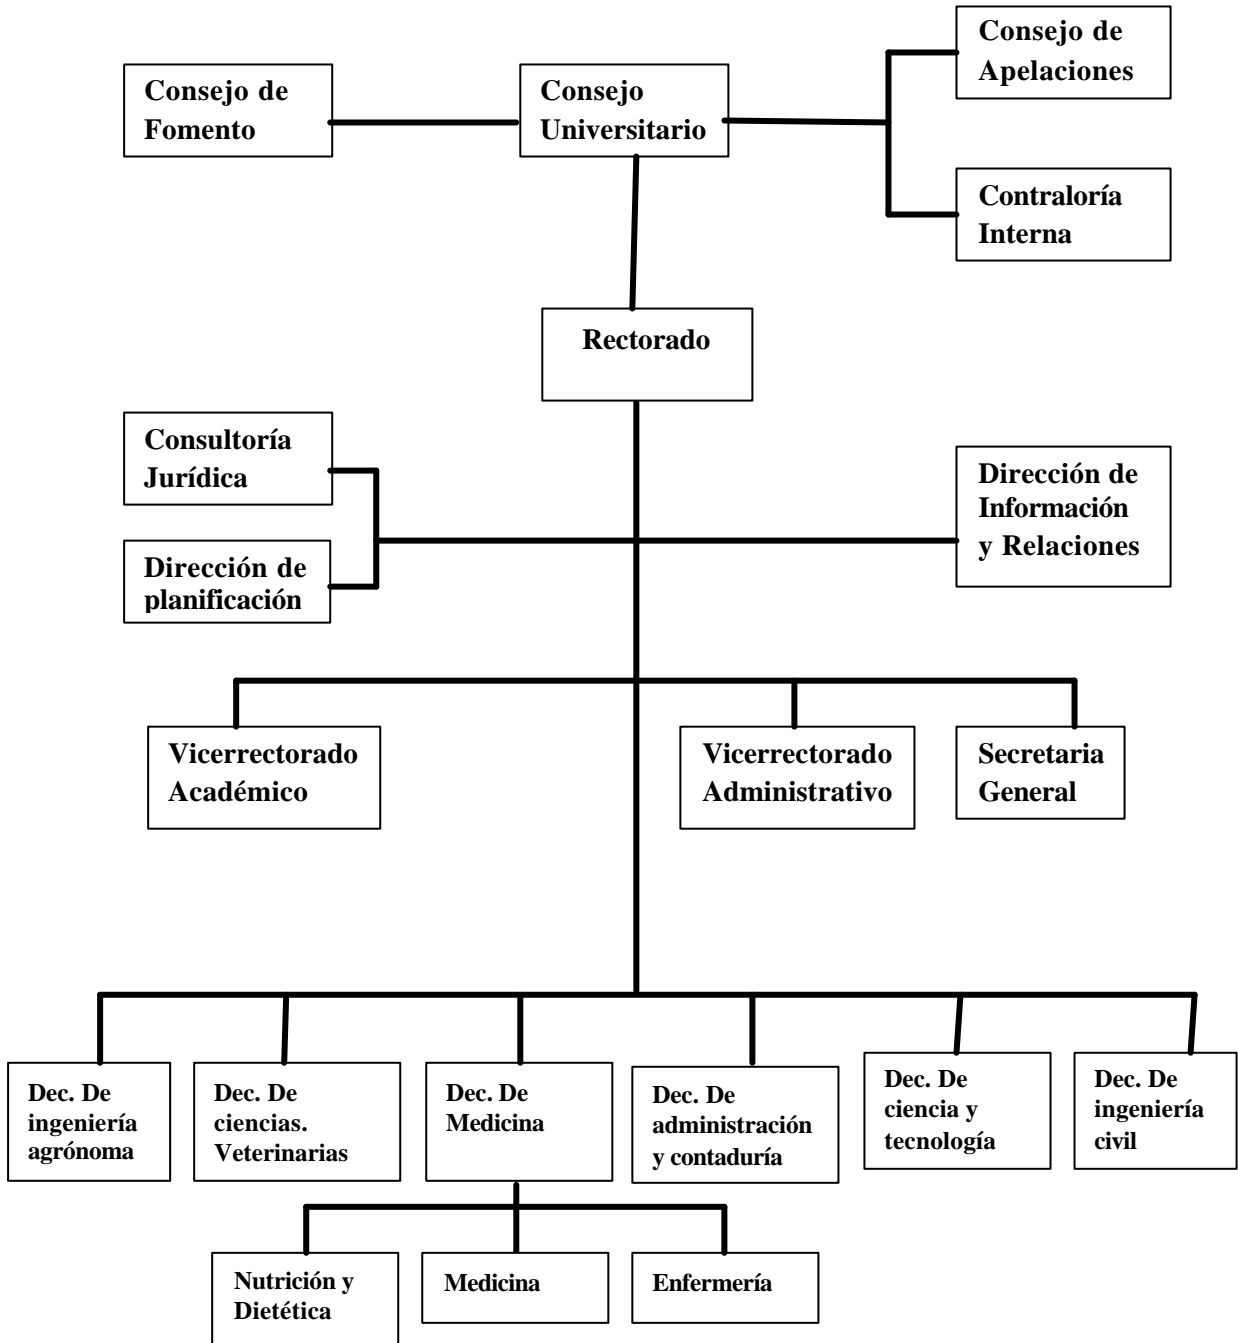 Consejo de
Apelaciones
Consejo de
Fomento
Consejo
Universitario
Contraloría
Interna
Rectorado
Consultoría
Jurídica
Dirección de
Información
y Relaciones
Dirección de
planificación
Vicerrectorado
Académico
Vicerrectorado
Administrativo
Secretaria
General
Dec. De
ingeniería
agrónoma
Dec. De
ciencias.
Veterinarias
Dec. De
Medicina
Dec. De
administración
y contaduría
Dec. De
ciencia y
tecnología
Dec. De
ingeniería
civil
Nutrición y
Dietética
Medicina
Enfermería